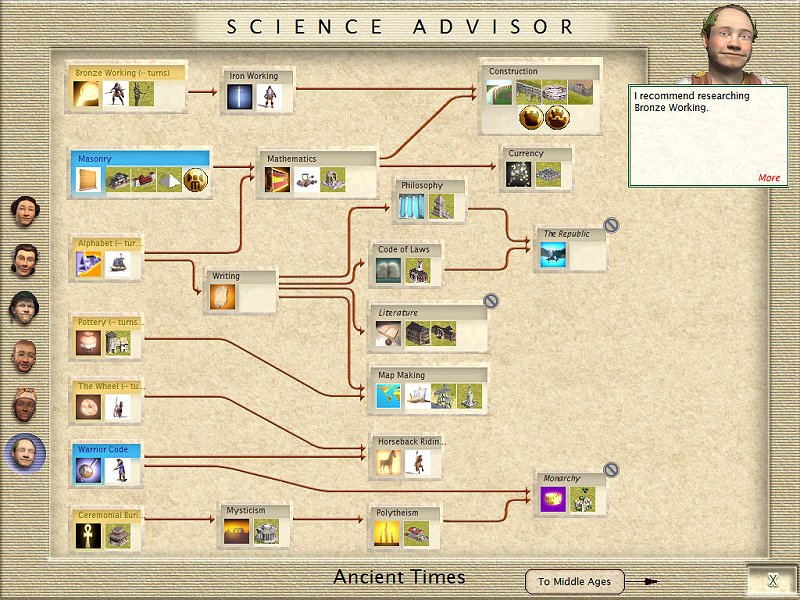 SCIENCE ADVISOR
I recommend researching
Bronze Working.
More
Bronze Working (-- turns)
Iron Working
Construction
Masonry
Mathematics
Currency
Philosophy
Alphabet (-- tur...
Code of Laws
The Republic
Writing
Literature
Pottery (-- turns...
Map Making
The Wheel (-- tu...
Warrior Code
Horseback Ridin...
Monarchy
Ceremonial Buri...
Mysticism
Polytheism
Ancient Times
To Middle Ages
X